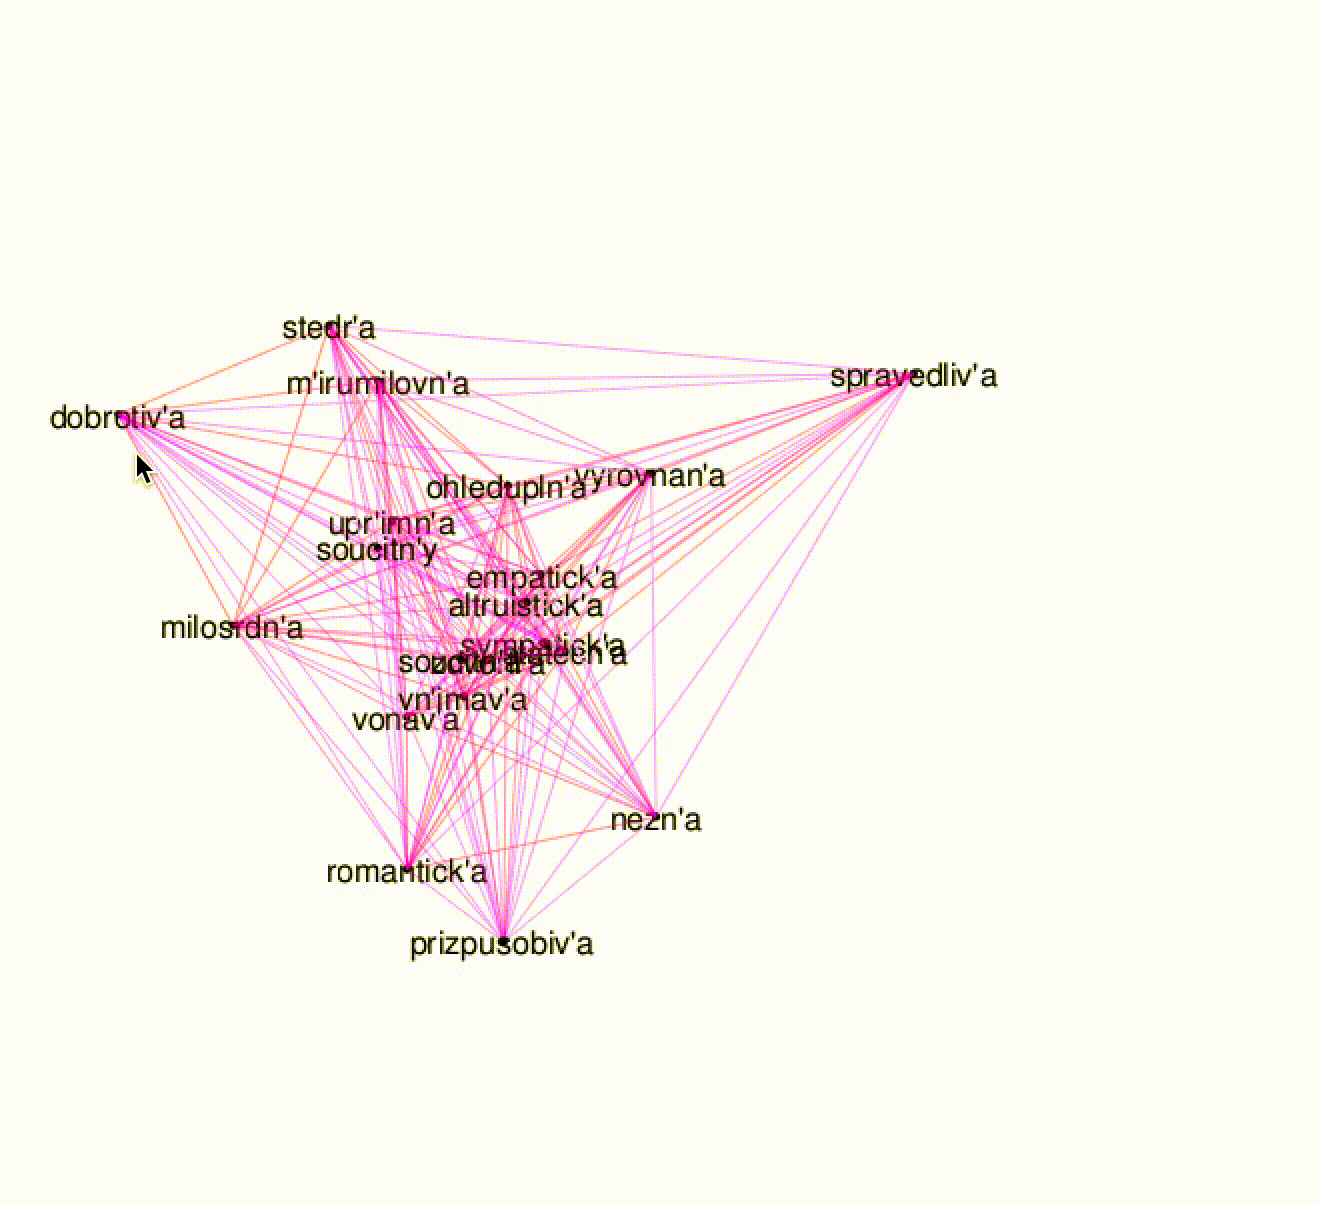 stedr'a
spravedliv'a
m'irumilovn'a
dobrotiv'a
vyrovnan'a
ohledupln'a
upr'imn'a
soucitn'y
empatick'a
altruistick'a
milosrdn'a
sympatick'a
vn'imav'a
vonav'a
nezn'a
romantick'a
prizpusobiv'a